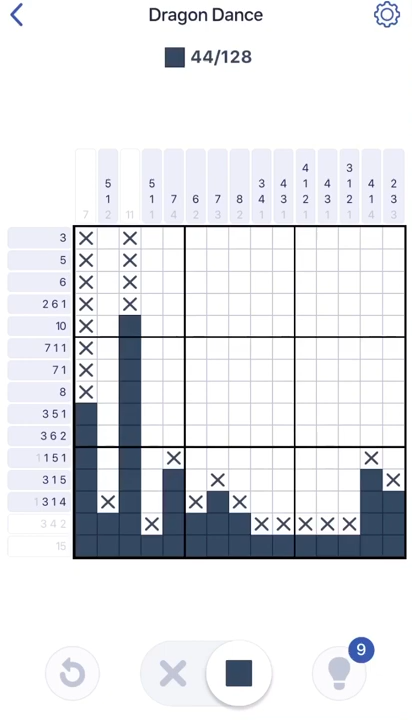 Dragon Dance
44/128
4 3
5 5 3 4 4 1 4 1 4 2
1 1 7 6 7 8 4 3 2 3 2 1 3
7 2 11 1 4 2 3 2 1 1 1 1 1 4 3
3
5
6
2 6 1
10
7 1 1
7 1
8
3 5 1
3 6 2
1 1 5 1
3 1 5
1 3 1 4
3 4 2
15
9